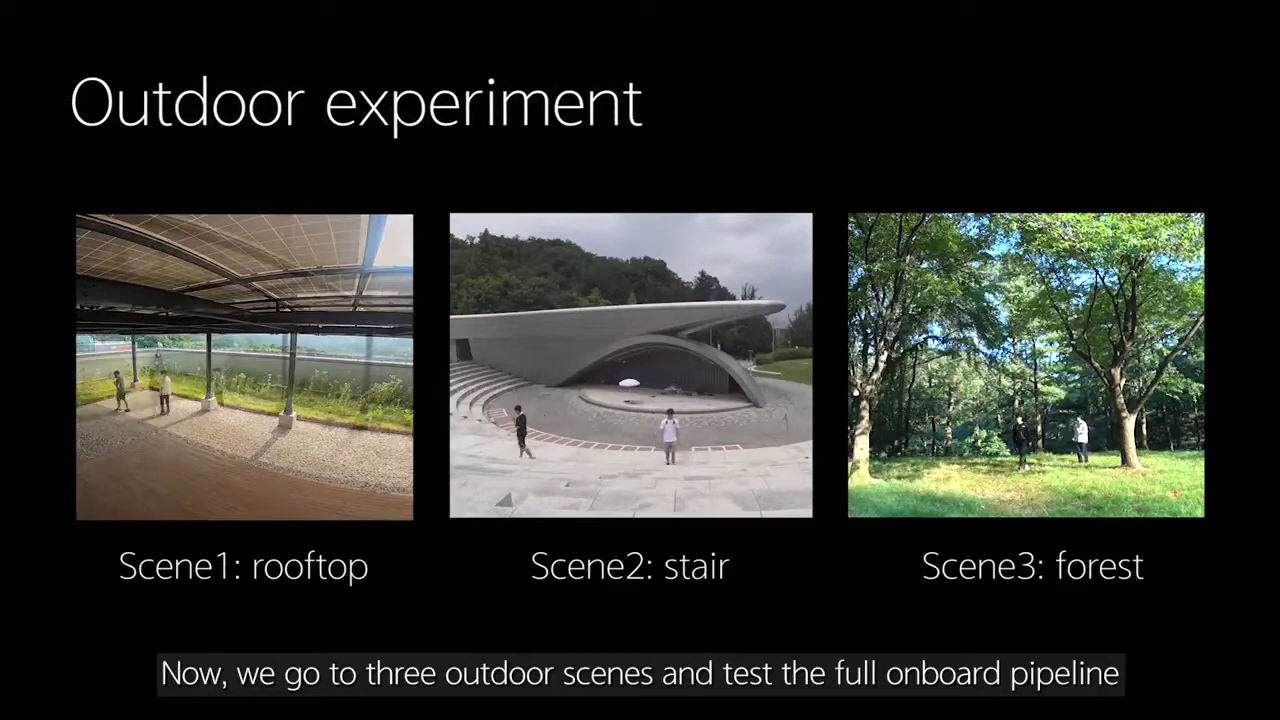 Outdoor experiment
Scene1: rooftop
Scene2: stair
Scene3: forest
Now, we go to three outdoor scenes and test the full onboard pipeline